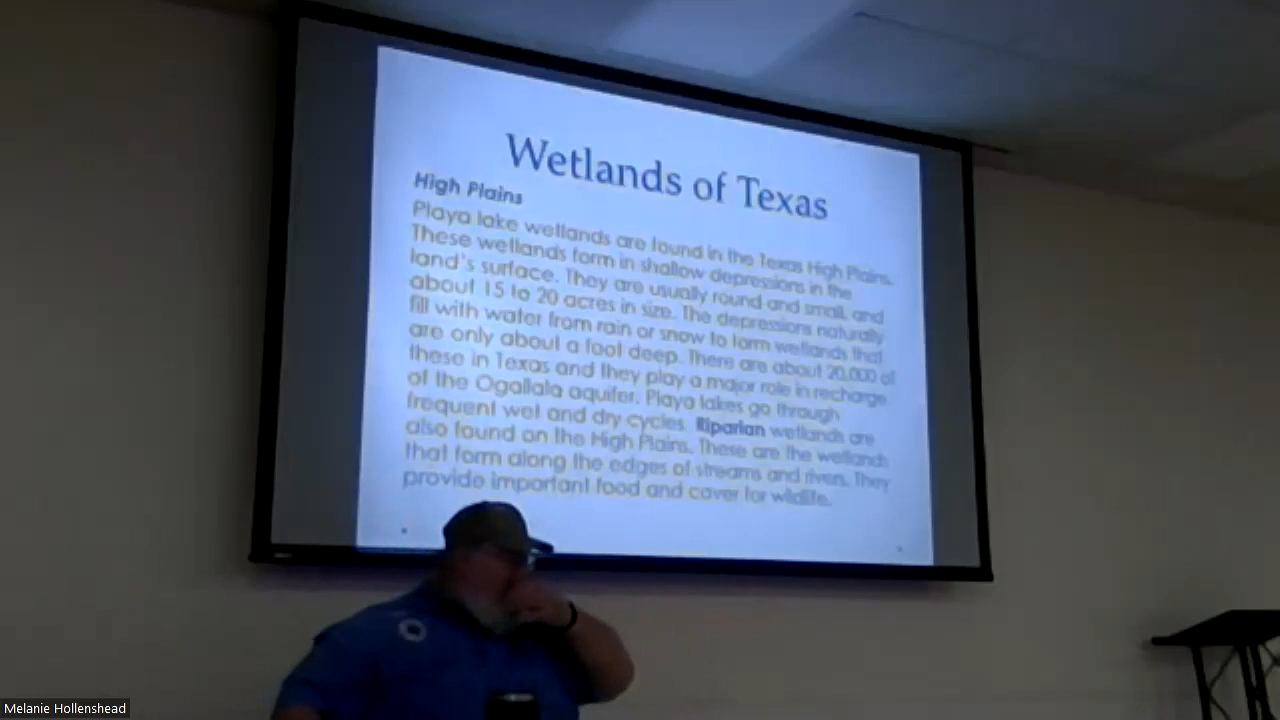 Wetlands of Texas
High Plains
Playa lake wetlands are found in the Texas High Plains.
These wetlands form in shallow depressions in the
land's surface. They are usually round and small, and
about 15 to 20 acres in size. The depressions naturally
fill with water from rain or snow to form wetlands that
are only about a foot deep. There are about 20,000 of
these in Texas and they play a major role in recharge
of the Ogallala aquifer. Playa lakes go through
frequent wet and dry cycles. Riparian wetlands are
also found on the High Plains. These are the wetlands
that form along the edges of streams and rivers. They
provide important food and cover for wildlife.
Melanie Hollenshead